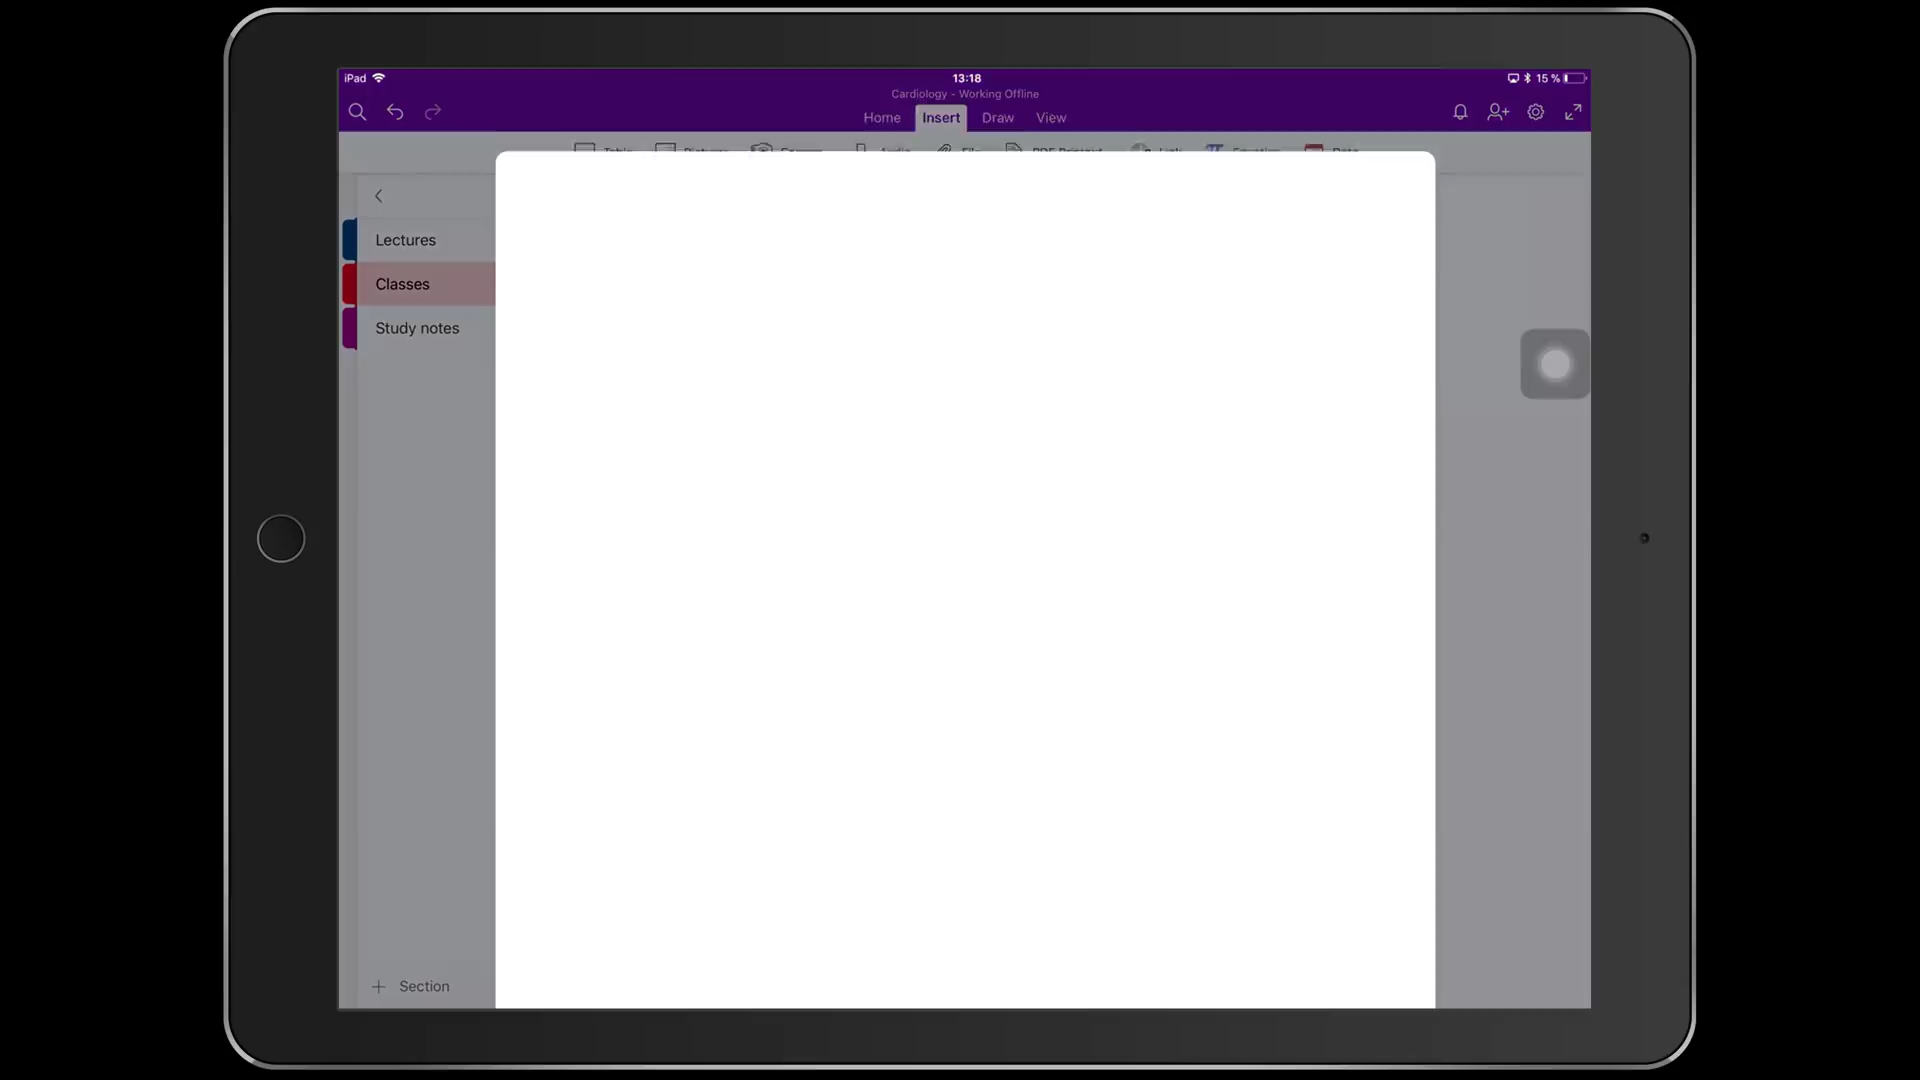 iPad 13:18 15 %
Cardiology - Working Offline
Home Insert Draw View
Lectures
Classes
Study notes
Section